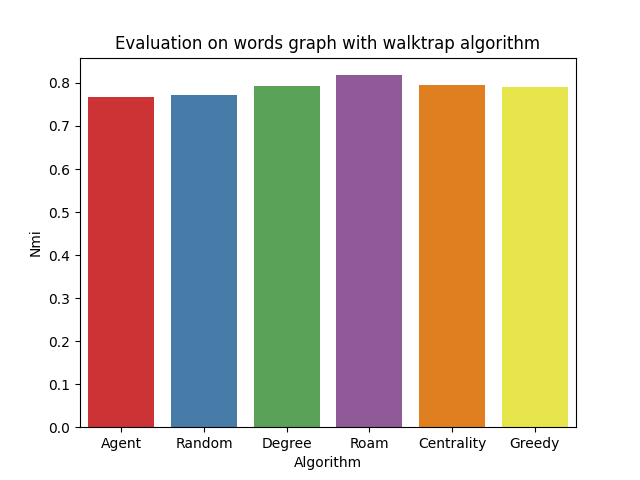 Evaluation on words graph with walktrap algorithm
0.8
0.7
0.6
0.5
0.4
0.3
0.2
0.1
0.0
Nmi
Agent Random Degree Roam Centrality Greedy
Algorithm